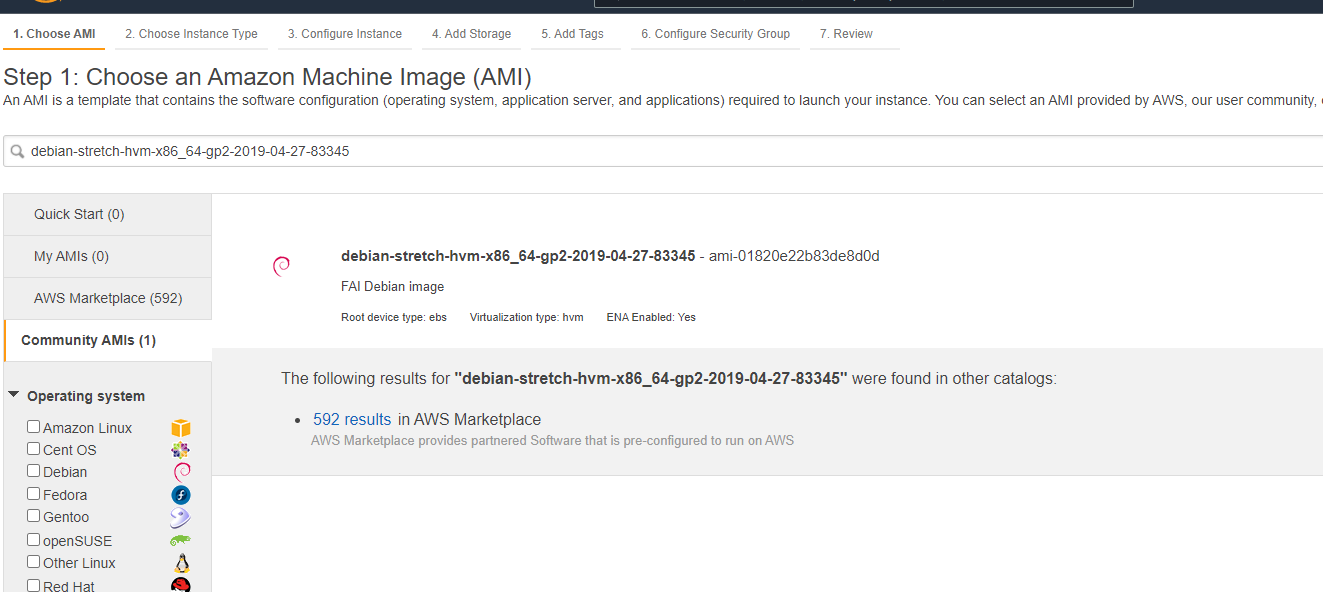 1. Choose AMI 2. Choose Instance Type 3. Configure Instance 4. Add Storage 5. Add Tags 6. Configure Security Group 7. Review
Step 1: Choose an Amazon Machine Image (AMI)
An AMI is a template that contains the software configuration (operating system, application server, and applications) required to launch your instance. You can select an AMI provided by AWS, our user community,
debian-stretch-hvm-x86_64-gp2-2019-04-27-83345
Quick Start (0)
My AMIs (0)
AWS Marketplace (592)
Community AMIs (1)
Operating system
Amazon Linux
Cent OS
Debian
Fedora
Gentoo
openSUSE
Other Linux
Red Hat
debian-stretch-hvm-x86_64-gp2-2019-04-27-83345 - ami-01820e22b83de8d0d
FAI Debian image
Root device type: ebs Virtualization type: hvm ENA Enabled: Yes
The following results for "debian-stretch-hvm-x86_64-gp2-2019-04-27-83345" were found in other catalogs:
• 592 results in AWS Marketplace
AWS Marketplace provides partnered Software that is pre-configured to run on AWS